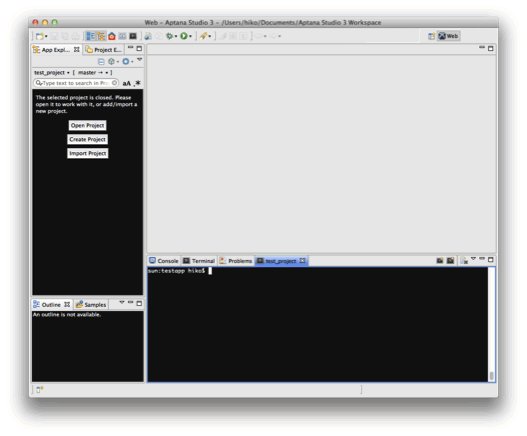 Web – Aptana Studio 3 – /Users/hiko/Documents/Aptana Studio 3 Workspace
Web
App Expl...
Project E...
test_project
[ master
]
Type text to search in Pr
aA
.*
The selected project is closed. Please
open it to work with it, or add/import a
new project.
Open Project
Create Project
Import Project
Console
Terminal
Problems
test_project
sun:testapp hiko$
Outline
Samples
An outline is not available.